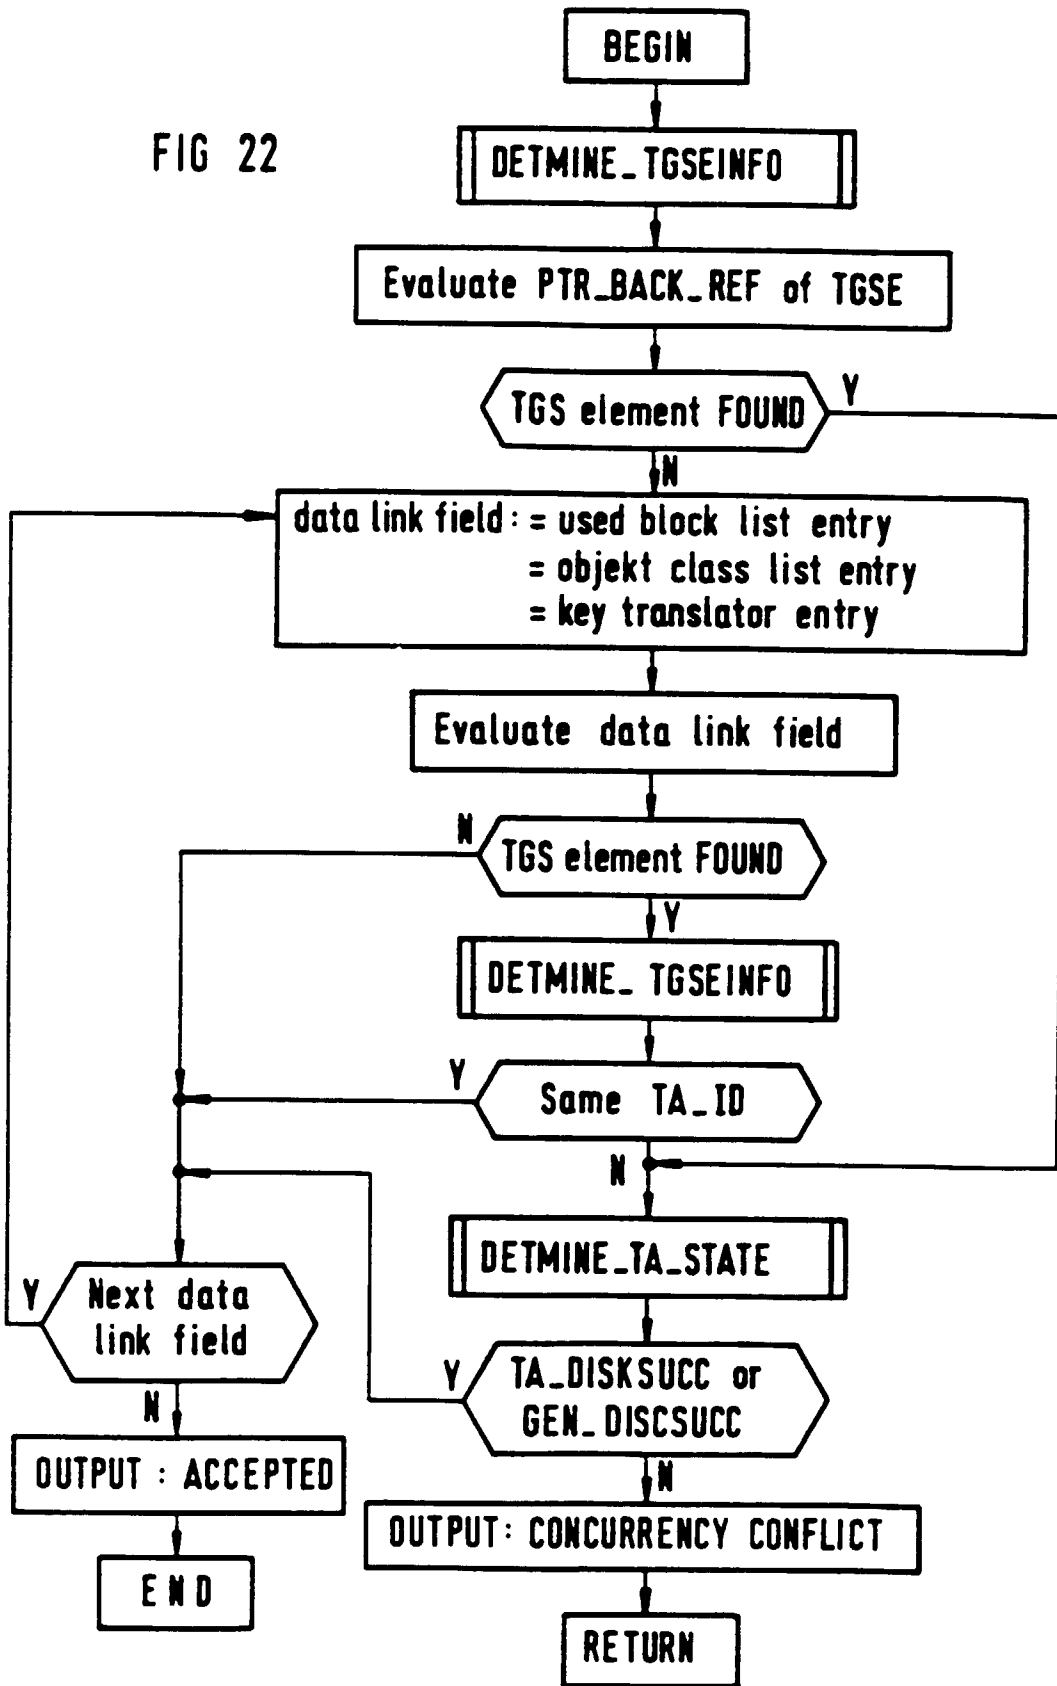 BEGIN
FIG 22
DETMINE_TGSEINFO
Evaluate PTR_BACK_REF of TGSE
TGS element FOUND
Y
N
data link field := used block list entry
= objekt class list entry
= key translator entry
Evaluate data link field
N
TGS element FOUND
Y
DETMINE_ TGSEINFO
Y
Same TA_ID
N
DETMINE_TA_STATE
Y
Next data
link field
N
Y
TA_DISKSUCC or
GEN_DISCSUCC
N
OUTPUT : ACCEPTED
OUTPUT: CONCURRENCY CONFLICT
END
RETURN